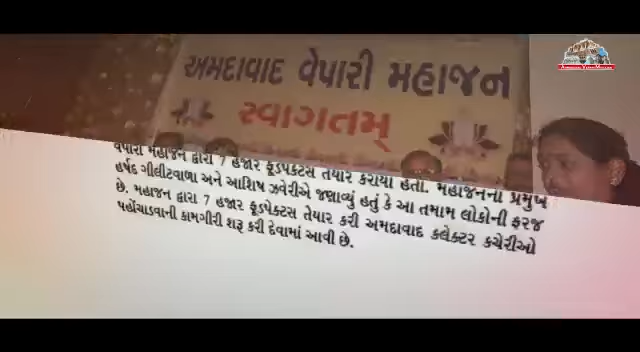 અમદાવાદ વેપારી મહાજન
સ્વાગતમ્
વેપારી મહાજન દ્વારા 7 હજાર ફૂડપેકટસ તૈયાર કરાયા હતા. મહાજનના પ્રમુખ
હર્ષદ ગીલીટવાળા અને આશિષ ઝવેરીએ જણાવ્યું હતું કે આ તમામ લોકોની ફરજ
છે. મહાજન દ્વારા 7 હજાર ફૂડપેક્ટસ તૈયાર કરી અમદાવાદ કલેક્ટર કચેરીઓ
પહોંચાડવાની કામગીરી શરૂ કરી દેવામાં આવી છે.